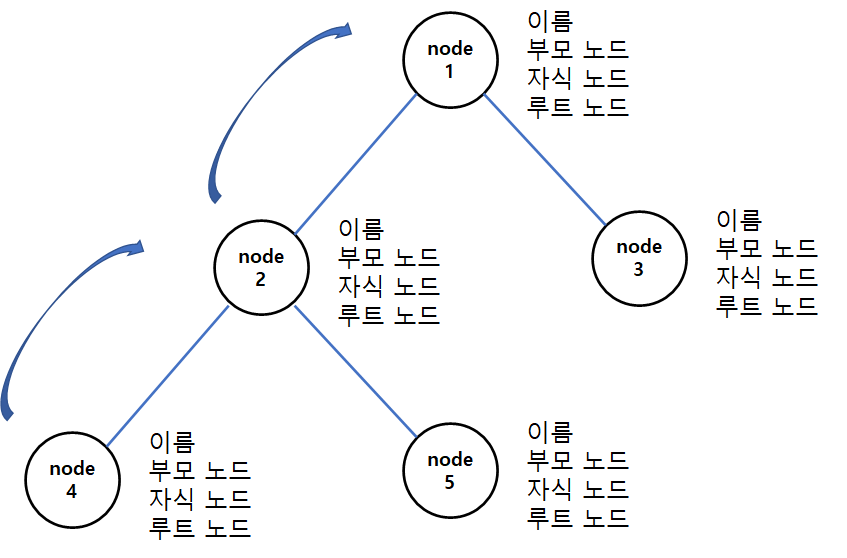 node
1
이름
부모 노드
자식 노드
루트 노드
node
2
이름
부모 노드
자식 노드
루트 노드
node
3
이름
부모 노드
자식 노드
루트 노드
node
4
이름
부모 노드
자식 노드
루트 노드
node
5
이름
부모 노드
자식 노드
루트 노드